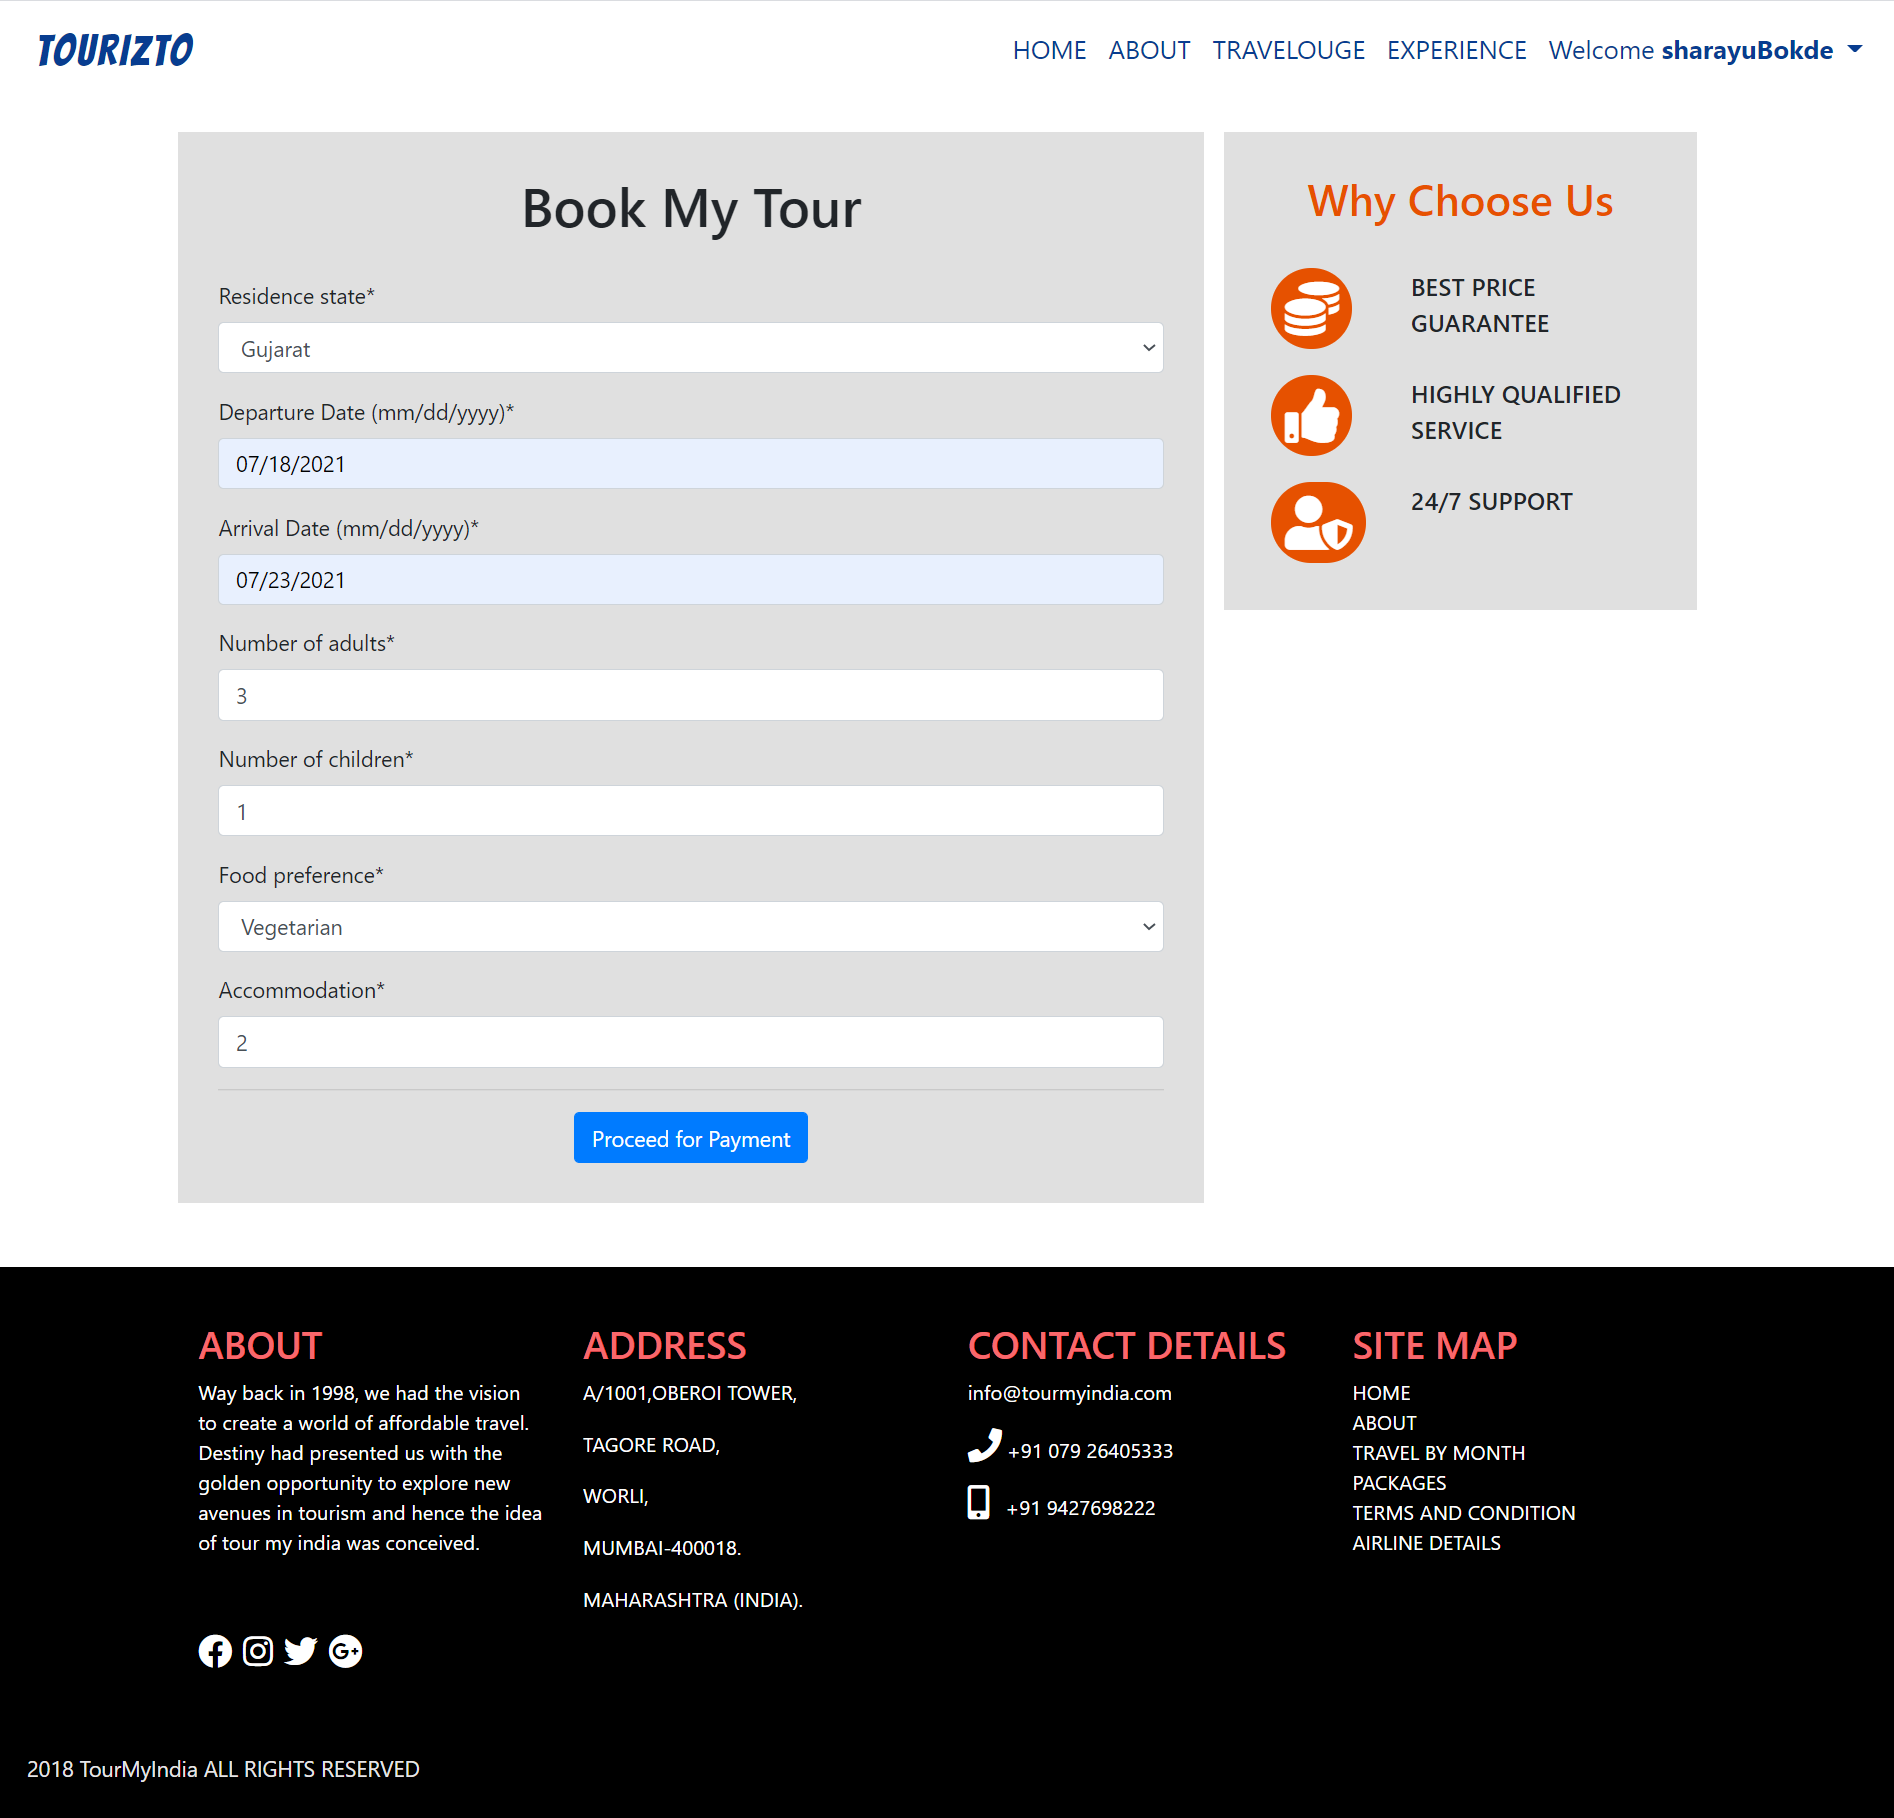 TOURIZTO
HOME ABOUT TRAVELOUGE EXPERIENCE Welcome sharayuBokde
Book My Tour
Residence state*
Gujarat
Departure Date (mm/dd/yyyy)*
07/18/2021
Arrival Date (mm/dd/yyyy)*
07/23/2021
Number of adults*
3
Number of children*
1
Food preference*
Vegetarian
Accommodation*
2
Proceed for Payment
Why Choose Us
BEST PRICE
GUARANTEE
HIGHLY QUALIFIED
SERVICE
24/7 SUPPORT
ABOUT
Way back in 1998, we had the vision
to create a world of affordable travel.
Destiny had presented us with the
golden opportunity to explore new
avenues in tourism and hence the idea
of tour my india was conceived.
ADDRESS
A/1001,OBEROI TOWER,
TAGORE ROAD,
WORLI,
MUMBAI-400018.
MAHARASHTRA (INDIA).
CONTACT DETAILS
info@tourmyindia.com
+91 079 26405333
+91 9427698222
SITE MAP
HOME
ABOUT
TRAVEL BY MONTH
PACKAGES
TERMS AND CONDITION
AIRLINE DETAILS
2018 TourMyIndia ALL RIGHTS RESERVED